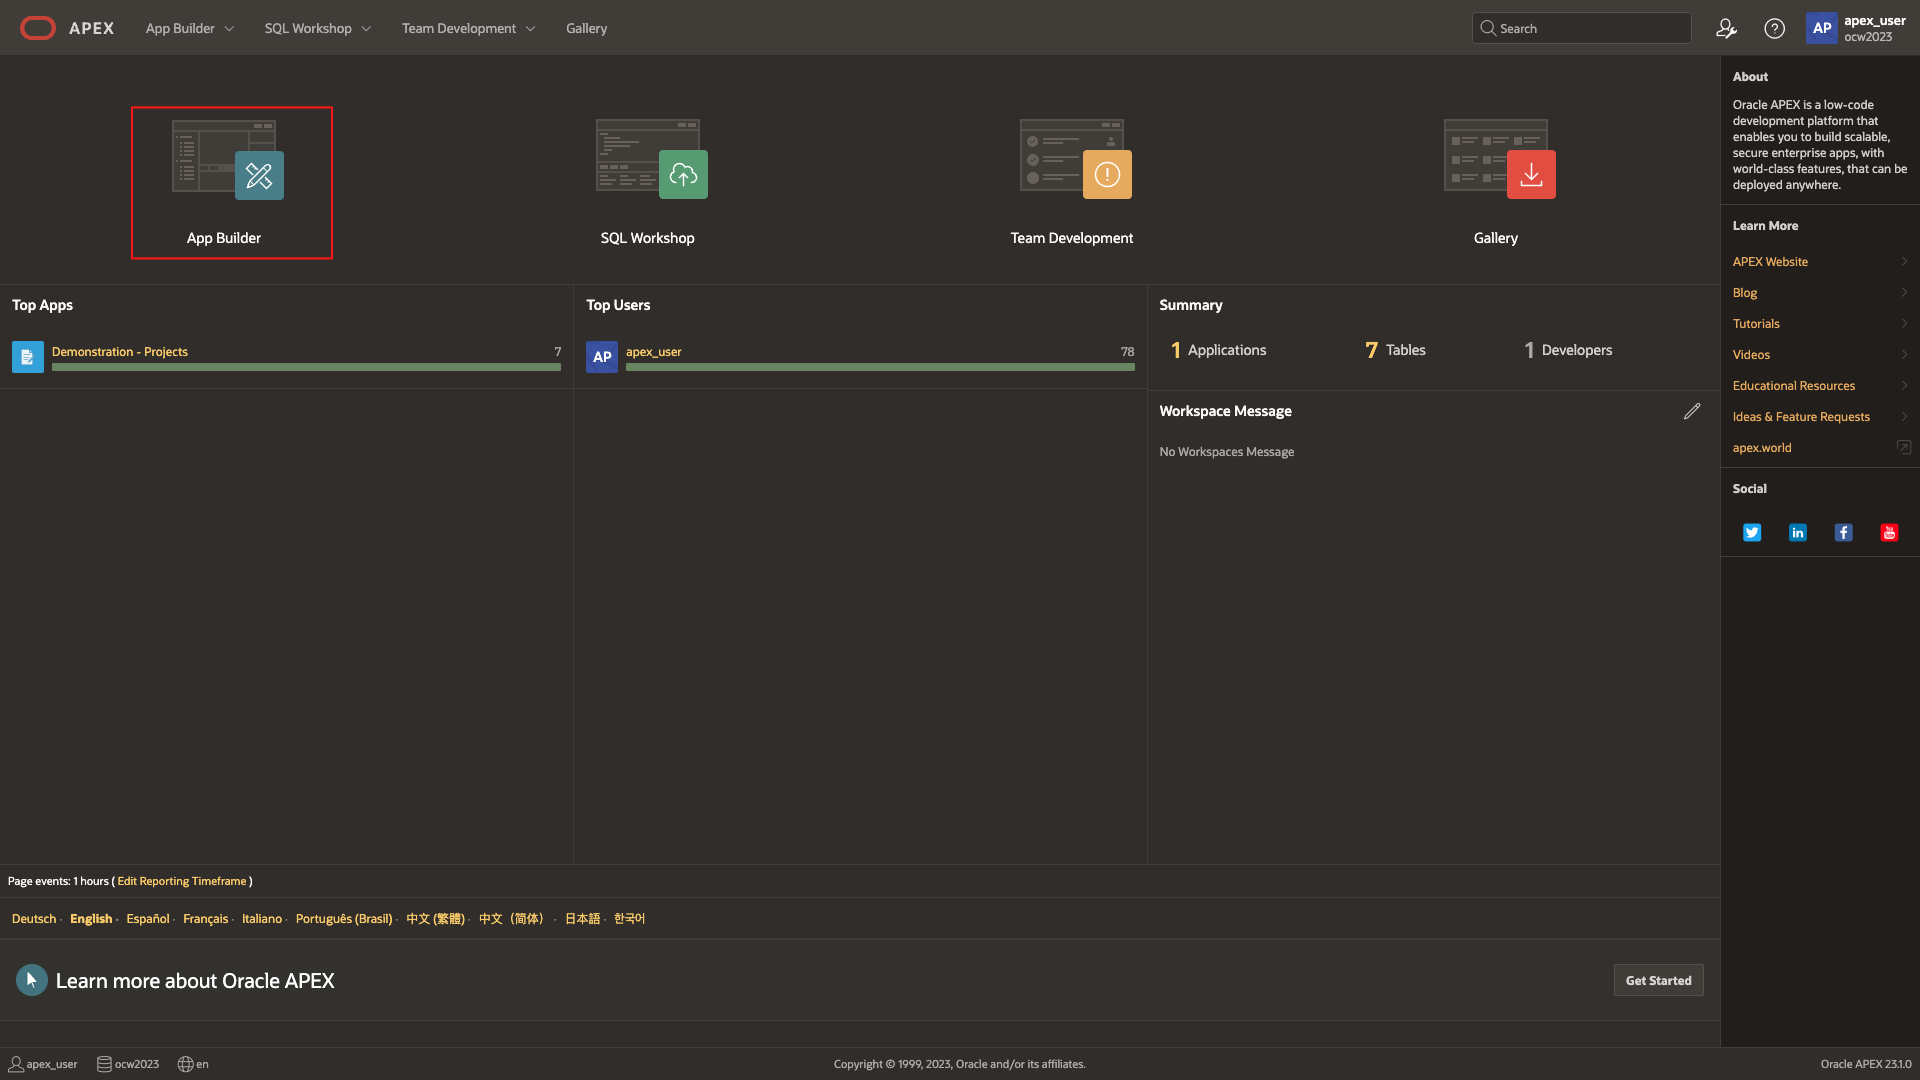 APEX
App Builder
SQL Workshop
Team Development
Gallery
Search
AP
apex_user
ocw2023
App Builder
SQL Workshop
Team Development
Gallery
Top Apps
Demonstration - Projects
7
Top Users
AP
apex_user
78
Summary
1 Applications
7 Tables
1 Developers
Workspace Message
No Workspaces Message
Page events: 1 hours ( Edit Reporting Timeframe )
Deutsch · English · Español · Français · Italiano · Português (Brasil) · 中文 (繁體) · 中文（简体） · 日本語 · 한국어
Learn more about Oracle APEX
Get Started
About
Oracle APEX is a low-code
development platform that
enables you to build scalable,
secure enterprise apps, with
world-class features, that can be
deployed anywhere.
Learn More
APEX Website
Blog
Tutorials
Videos
Educational Resources
Ideas & Feature Requests
apex.world
Social
apex_user
ocw2023
en
Copyright © 1999, 2023, Oracle and/or its affiliates.
Oracle APEX 23.1.0